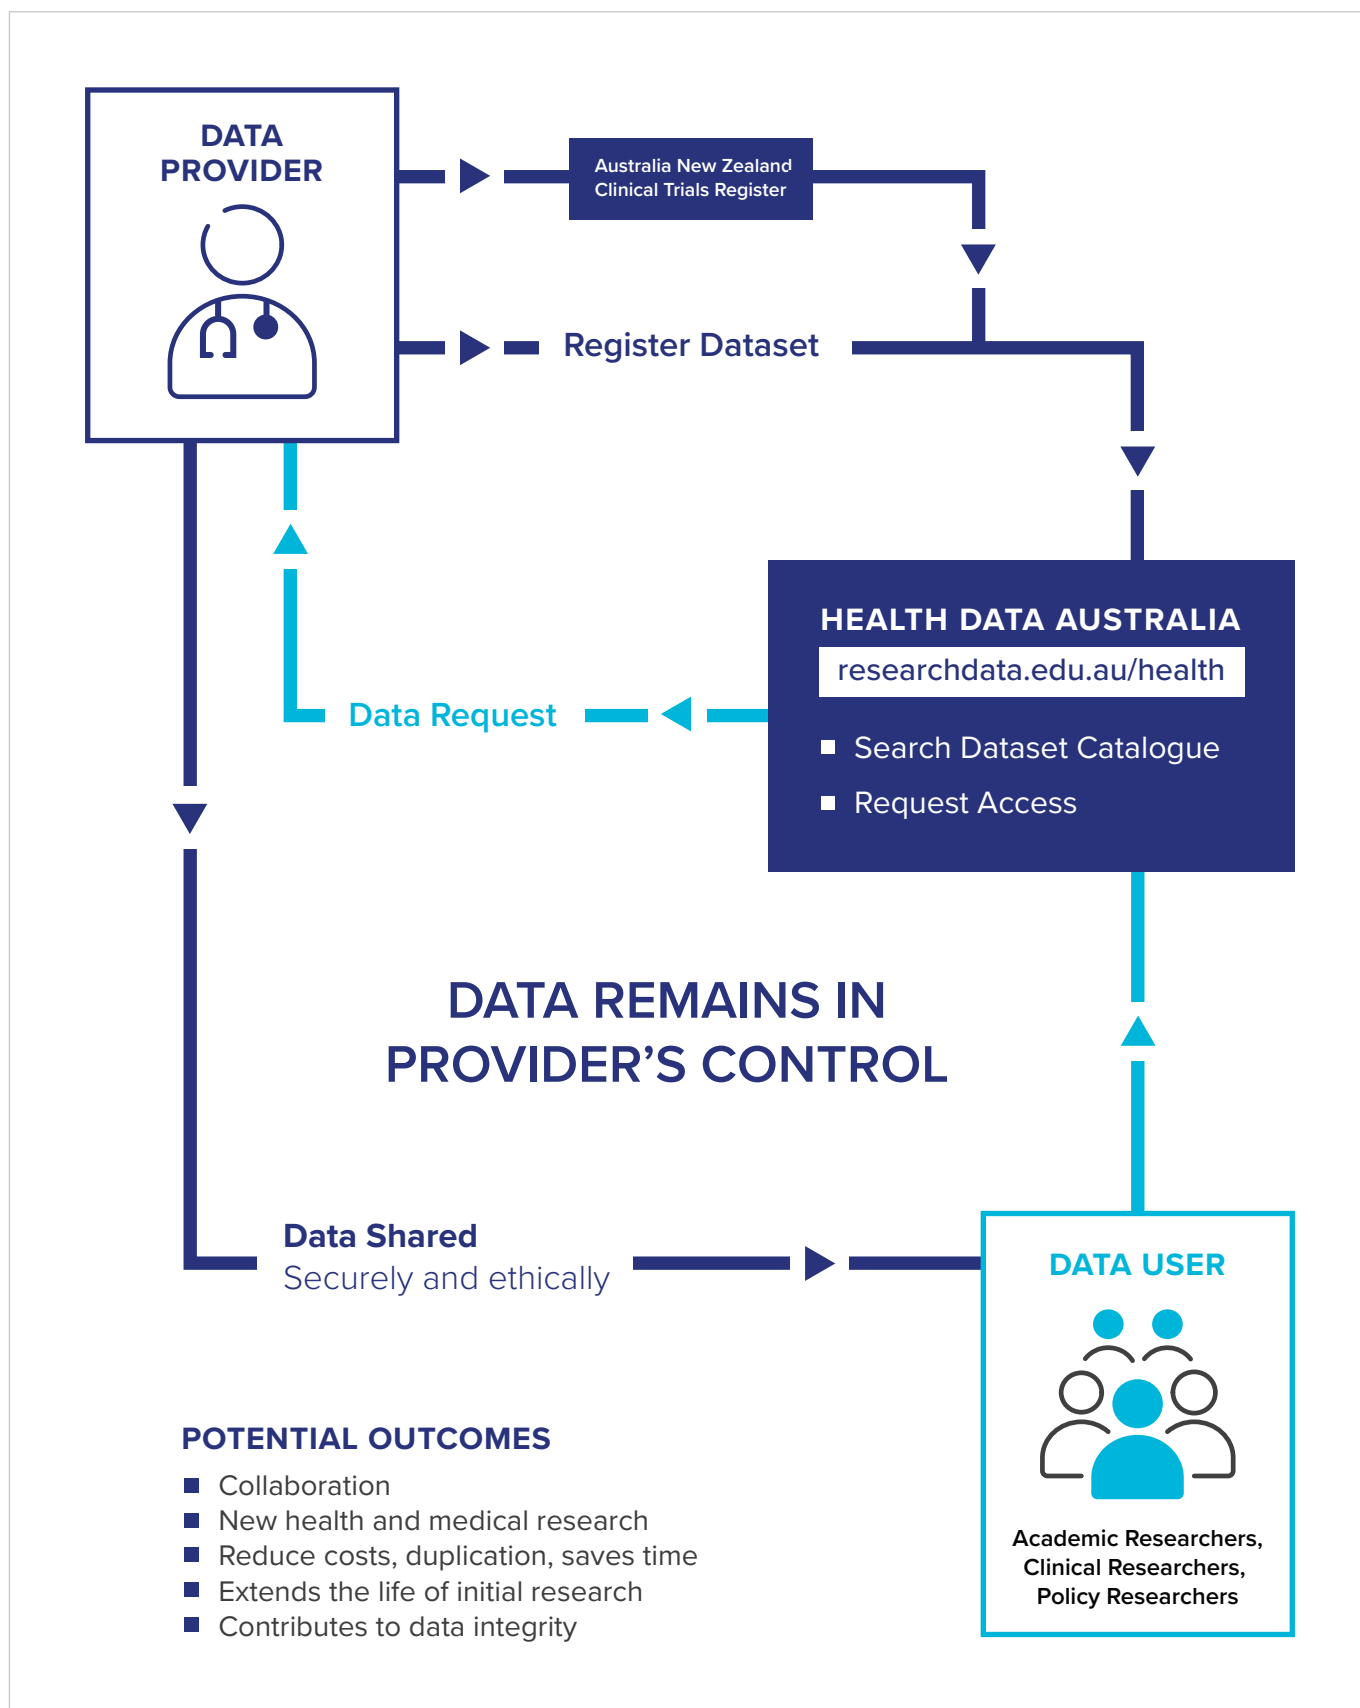 DATA
PROVIDER
Australia New Zealand
Clinical Trials Register
Register Dataset
HEALTH DATA AUSTRALIA
researchdata.edu.au/health
Search Dataset Catalogue
Request Access
Data Request
DATA REMAINS IN
PROVIDER’S CONTROL
Data Shared
Securely and ethically
DATA USER
Academic Researchers,
Clinical Researchers,
Policy Researchers
POTENTIAL OUTCOMES
Collaboration
New health and medical research
Reduce costs, duplication, saves time
Extends the life of initial research
Contributes to data integrity